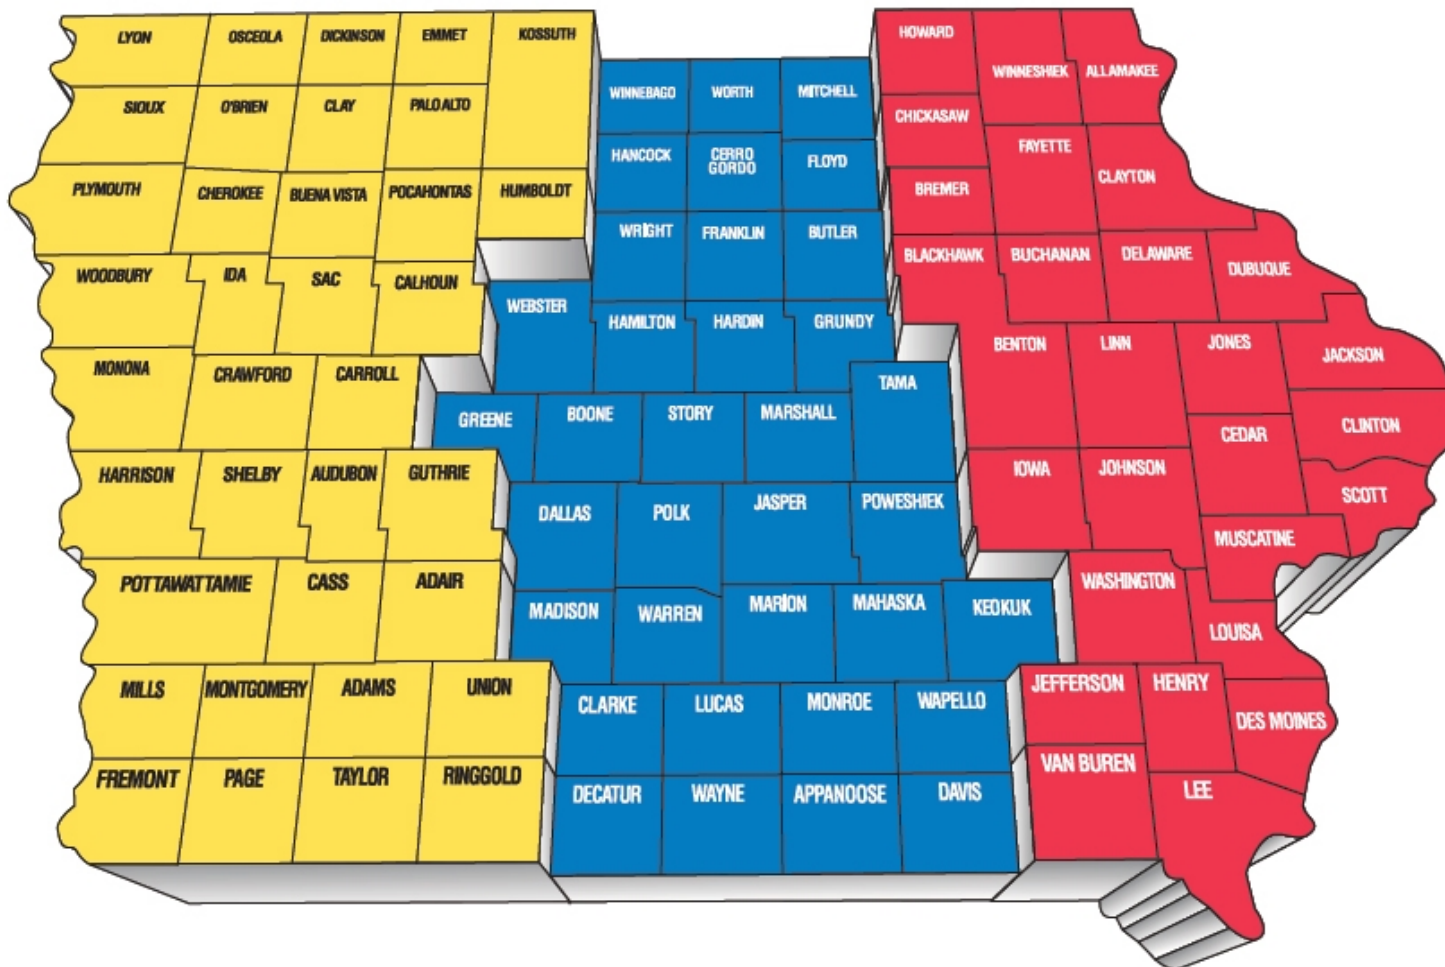 LYON
OSCEOLA
DICKINSON
EMMET
KOSSUTH
SIOUX
O'BRIEN
CLAY
PALO ALTO
PLYMOUTH
CHEROKEE
BUENA VISTA
POCAHONTAS
HUMBOLDT
WOODBURY
IDA
SAC
CALHOUN
MONONA
CRAWFORD
CARROLL
HARRISON
SHELBY
AUDUBON
GUTHRIE
POTTAWATTAMIE
CASS
ADAIR
MILLS
MONTGOMERY
ADAMS
UNION
FREMONT
PAGE
TAYLOR
RINGGOLD
WINNEBAGO
WORTH
MITCHELL
HANCOCK
CERRO
GORDO
FLOYD
WRIGHT
FRANKLIN
BUTLER
WEBSTER
HAMILTON
HARDIN
GRUNDY
TAMA
GREENE
BOONE
STORY
MARSHALL
DALLAS
POLK
JASPER
POWESHIEK
MADISON
WARREN
MARION
MAHASKA
KEOKUK
CLARKE
LUCAS
MONROE
WAPELLO
DECATUR
WAYNE
APPANOOSE
DAVIS
HOWARD
WINNESHIEK
ALLAMAKEE
CHICKASAW
FAYETTE
CLAYTON
BREMER
BLACKHAWK
BUCHANAN
DELAWARE
DUBUQUE
BENTON
LINN
JONES
JACKSON
CEDAR
CLINTON
IOWA
JOHNSON
SCOTT
MUSCATINE
WASHINGTON
LOUISA
JEFFERSON
HENRY
DES MOINES
VAN BUREN
LEE